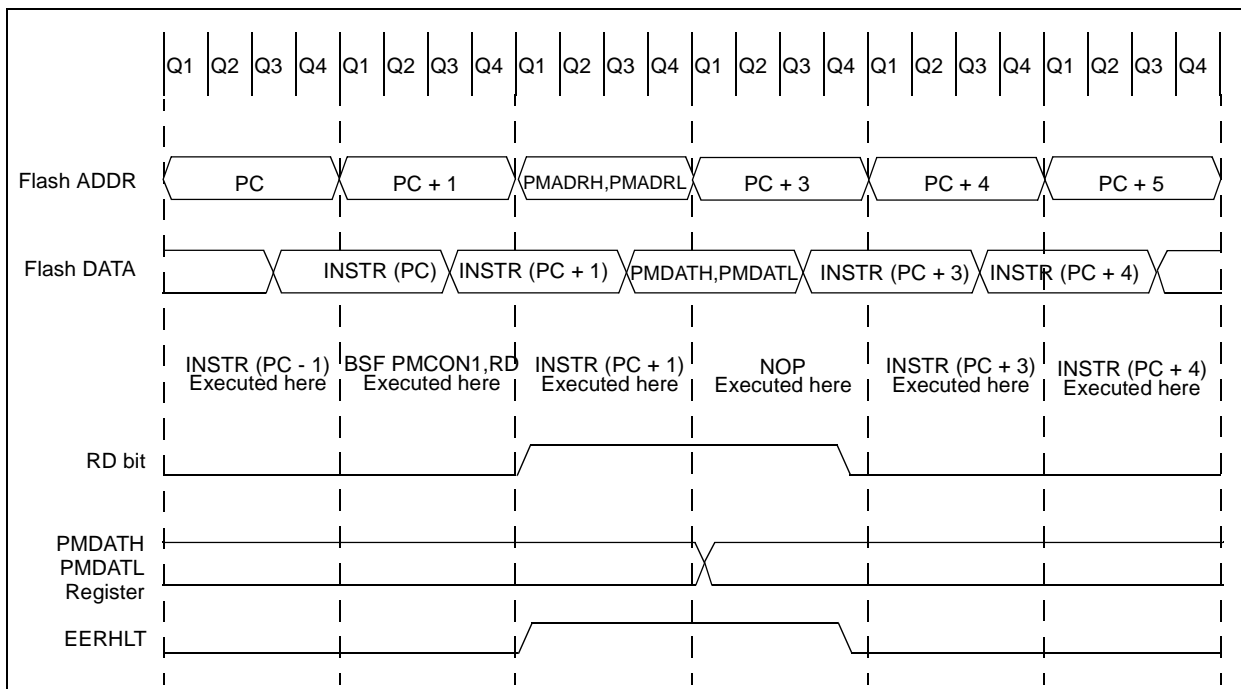 Q1 Q2 Q3 Q4 Q1 Q2 Q3 Q4 Q1 Q2 Q3 Q4 Q1 Q2 Q3 Q4 Q1 Q2 Q3 Q4 Q1 Q2 Q3 Q4
Flash ADDR PC PC + 1 PMADRH,PMADRL PC + 3 PC + 4 PC + 5
Flash DATA INSTR (PC) INSTR (PC + 1) PMDATH,PMDATL INSTR (PC + 3) INSTR (PC + 4)
INSTR (PC - 1) BSF PMCON1,RD INSTR (PC + 1) NOP INSTR (PC + 3) INSTR (PC + 4)
Executed here Executed here Executed here Executed here Executed here Executed here
RD bit
PMDATH
PMDATL
Register
EERHLT